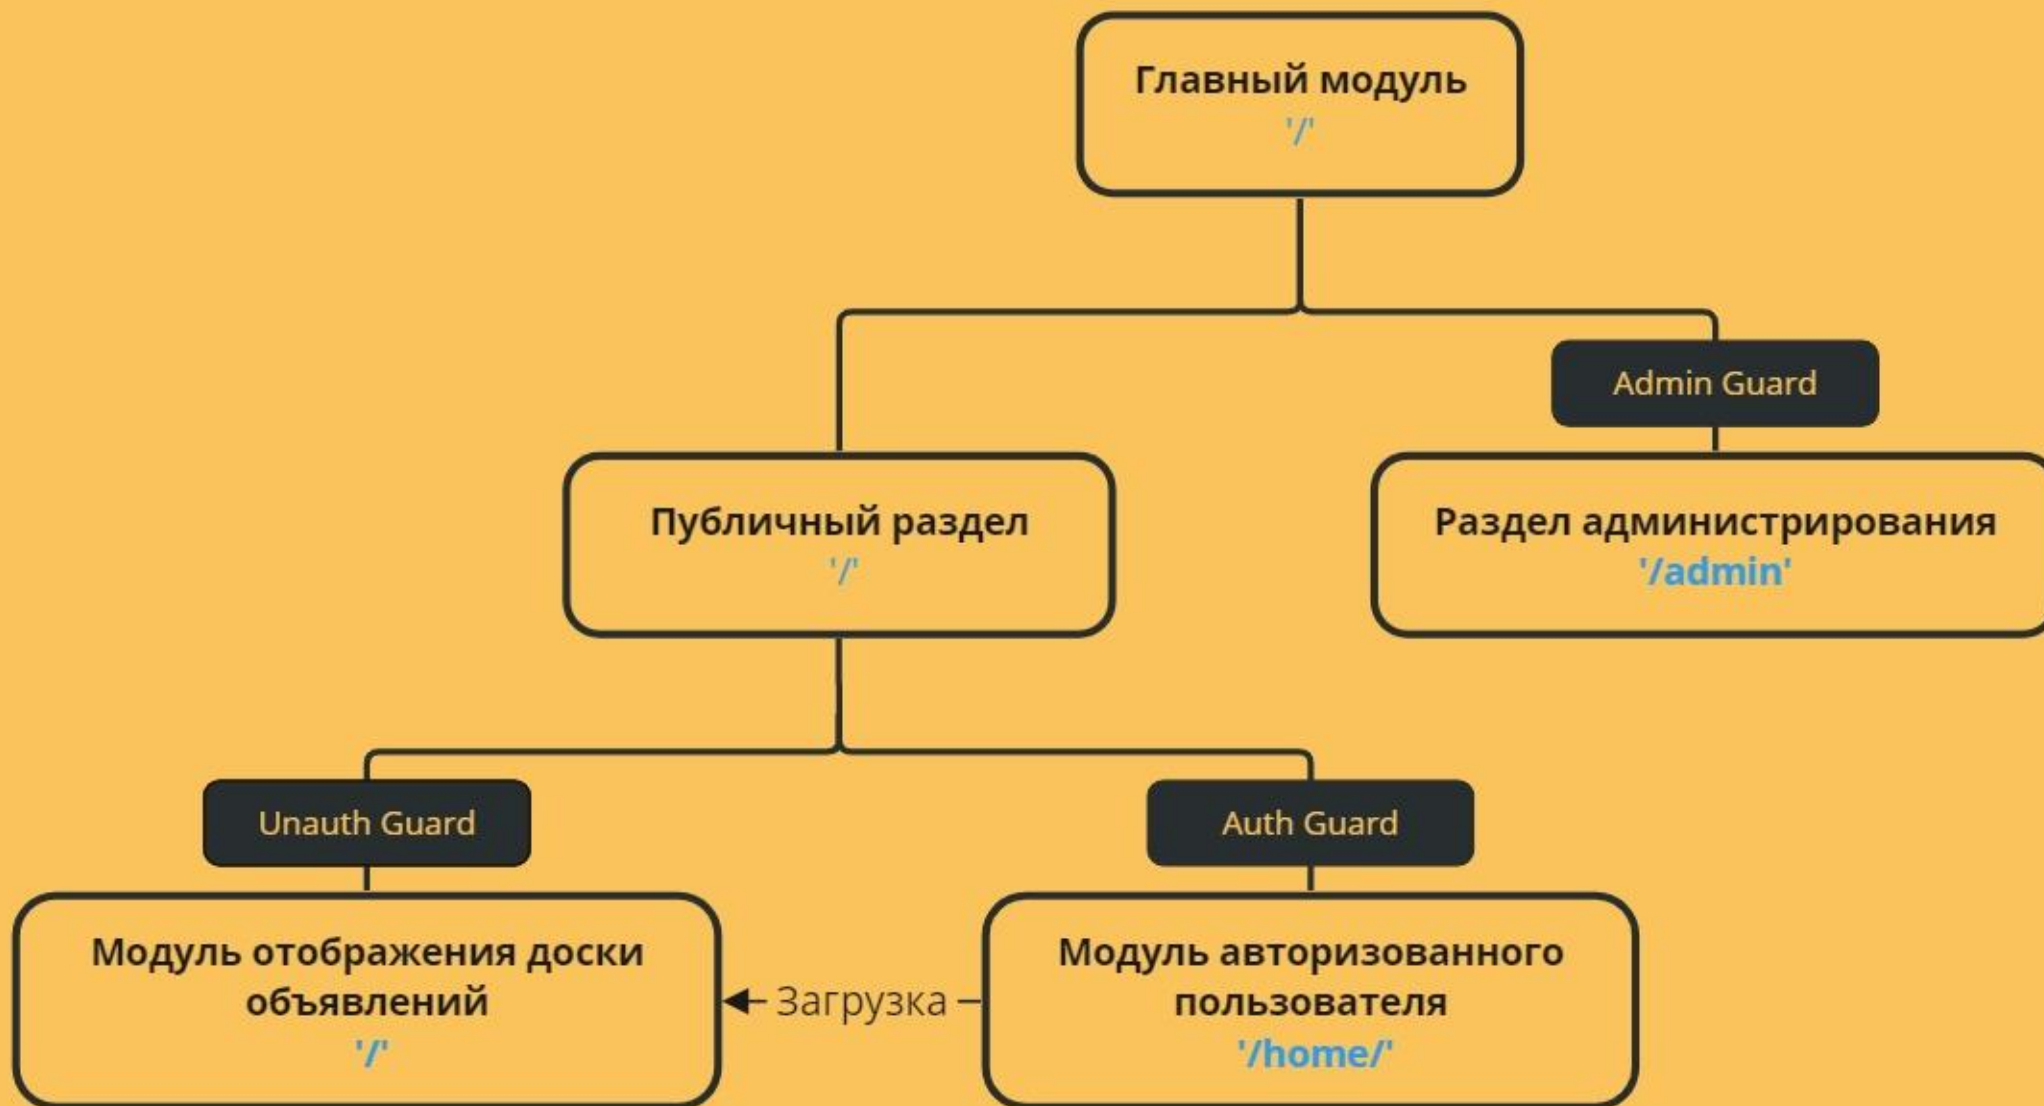 Главный модуль
'/'
Admin Guard
Публичный раздел
'/'
Раздел администрирования
'/admin'
Unauth Guard
Auth Guard
Модуль отображения доски
объявлений
'/'
Загрузка
Модуль авторизованного
пользователя
'/home/'